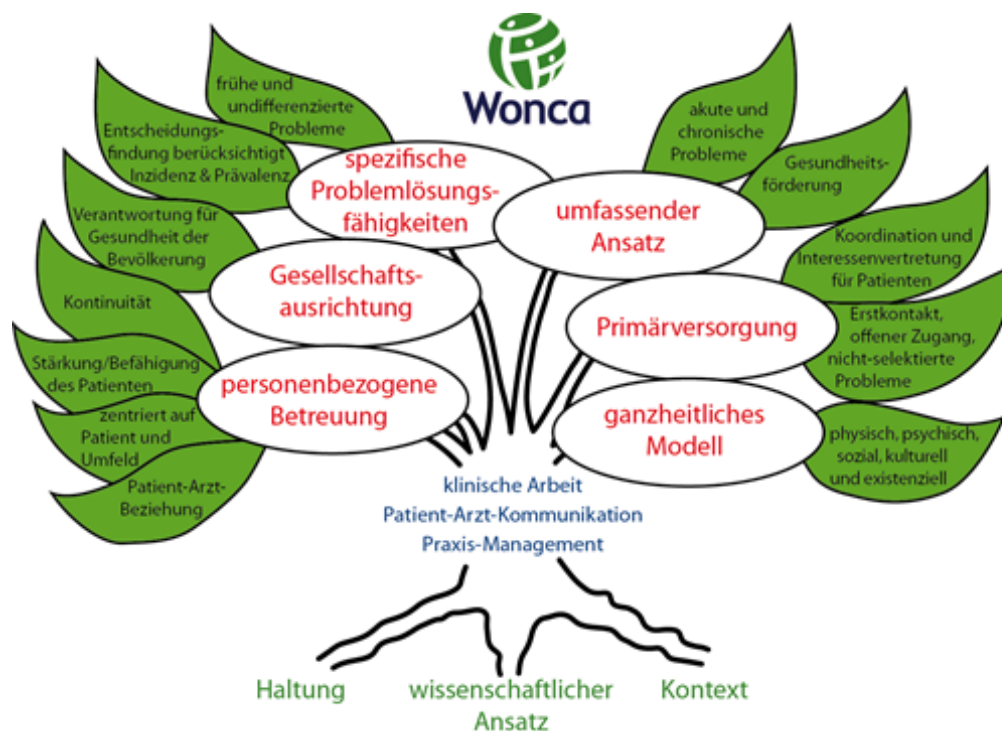 Wonca
frühe und
undifferenzierte
Probleme
Entscheidungs-
findung berücksichtigt
Inzidenz & Prävalenz
Verantwortung für
Gesundheit der
Bevölkerung
Kontinuität
Stärkung/Befähigung
des Patienten
zentriert auf
Patient und
Umfeld
Patient-Arzt-
Beziehung
spezifische
Problemlösungs-
fähigkeiten
Gesellschafts-
ausrichtung
personenbezogene
Betreuung
umfassender
Ansatz
Primärversorgung
ganzheitliches
Modell
akute und
chronische
Probleme
Gesundheits-
förderung
Koordination und
Interessenvertretung
für Patienten
Erstkontakt,
offener Zugang,
nicht-selektierte
Probleme
physisch, psychisch,
sozial, kulturell
und existenziell
klinische Arbeit
Patient-Arzt-Kommunikation
Praxis-Management
Haltung
wissenschaftlicher
Ansatz
Kontext